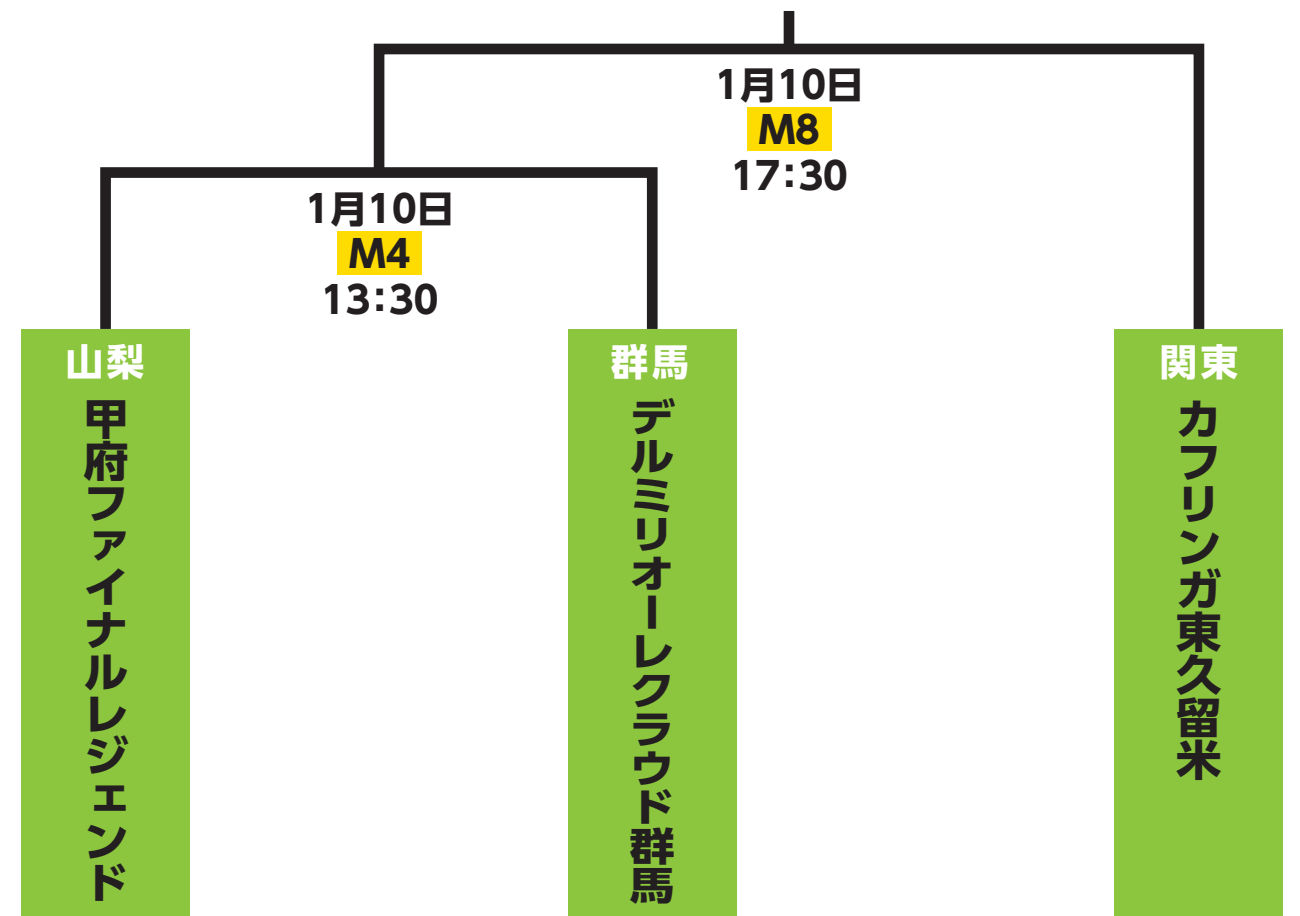 1月10日
M8
17:30
1月10日
M4
13:30
山梨
甲府ファイナルレジェンド
群馬
デルミリオーレクラウド群馬
関東
カフリンガ東久留米